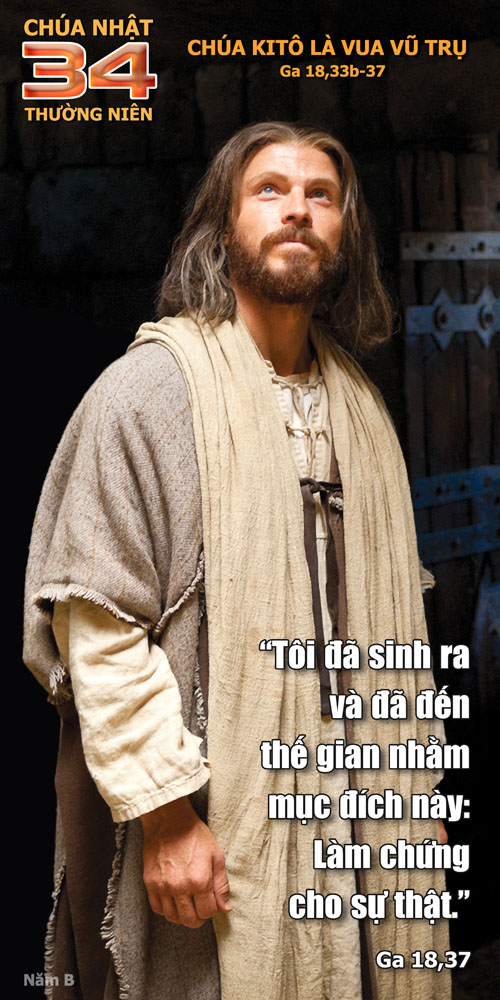 CHÚA NHẬT
34
THƯỜNG NIÊN
CHÚA KITÔ LÀ VUA VŨ TRỤ
Ga 18,33b-37
“Tôi đã sinh ra
và đã đến
thế gian nhằm
mục đích này:
Làm chứng
cho sự thật.”
Ga 18,37
Năm B